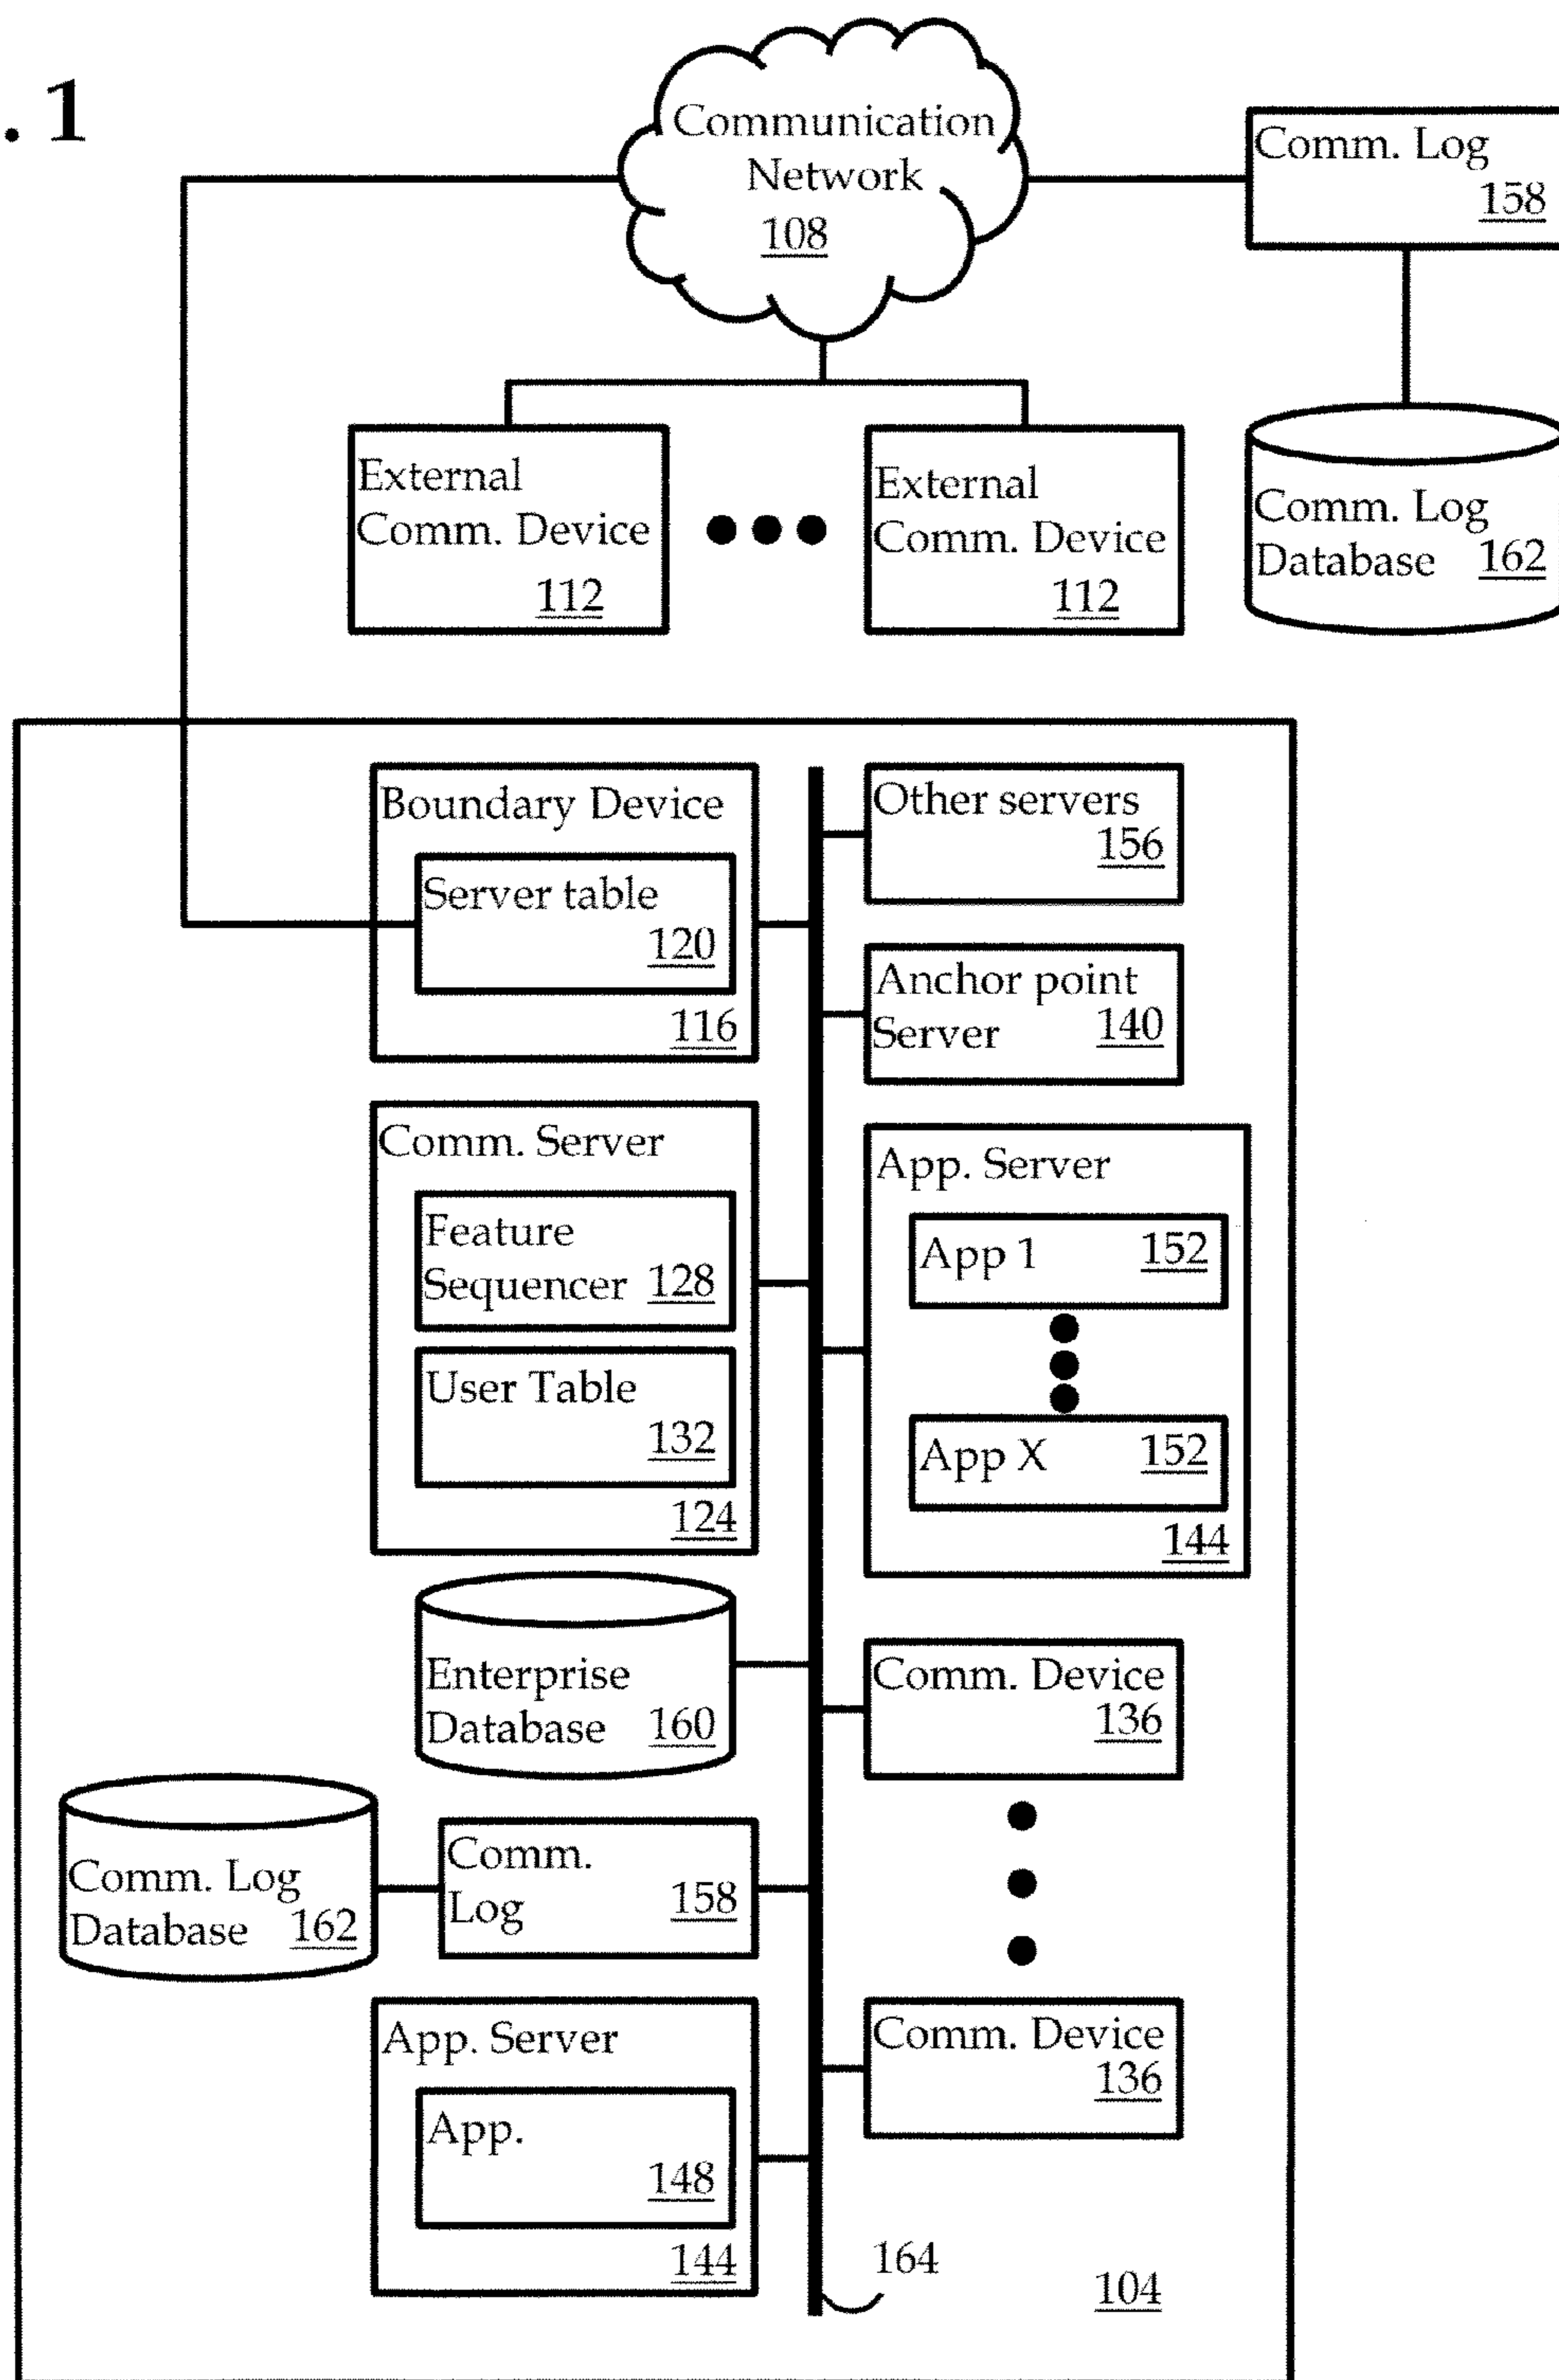 . 1
Communication
Network
108
Comm. Log
158
External
Comm. Device
112
External
Comm. Device
112
Comm. Log
Database 162
Boundary Device
Server table
120
116
Other servers
156
Anchor point
Server 140
Comm. Server
Feature
Sequencer 128
User Table
132
124
App. Server
App 1 152
App X 152
144
Enterprise
Database 160
Comm. Device
136
Comm. Log
Database 162
Comm.
Log 158
App. Server
App.
148
144
Comm. Device
136
164
104